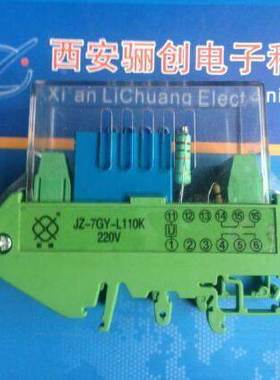 西安骊创电子科
Xi'an LiChuang Elect
JZ-7GY-L110K
220V
⑪ ⑫ ⑬ ⑭ ⑮ ⑯
U
① ② ③ ④ ⑤ ⑥